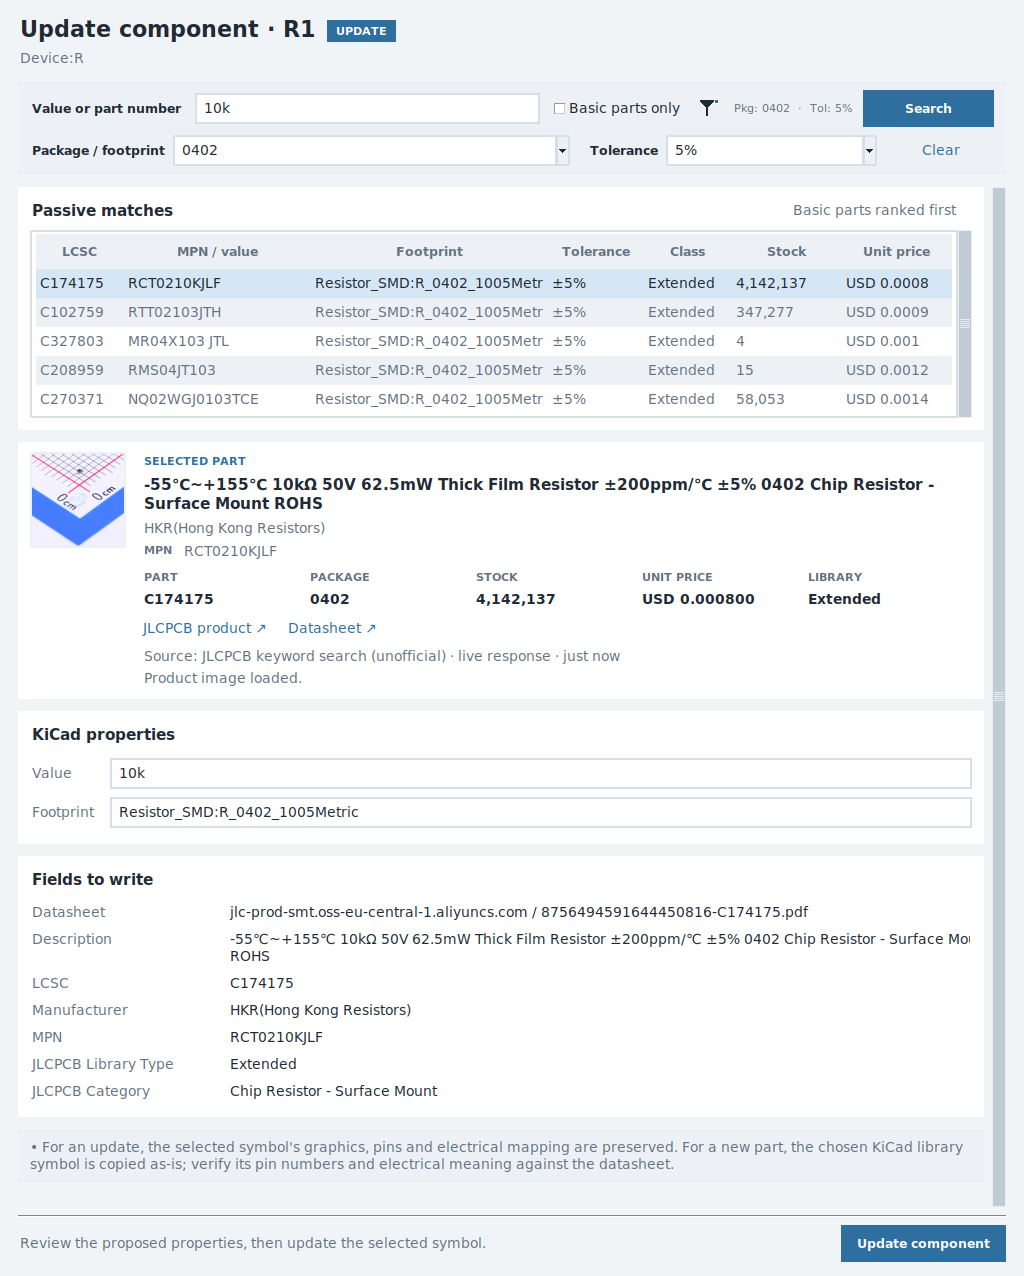 Update component · R1 UPDATE
Device:R
Value or part number 10k Basic parts only Pkg: 0402 · Tol: 5% Search
Package / footprint 0402 Tolerance 5% Clear
Passive matches Basic parts ranked first
LCSC MPN / value Footprint Tolerance Class Stock Unit price
C174175 RCT0210KJLF Resistor_SMD:R_0402_1005Metr ±5% Extended 4,142,137 USD 0.0008
C102759 RTT02103JTH Resistor_SMD:R_0402_1005Metr ±5% Extended 347,277 USD 0.0009
C327803 MR04X103 JTL Resistor_SMD:R_0402_1005Metr ±5% Extended 4 USD 0.001
C208959 RMS04JT103 Resistor_SMD:R_0402_1005Metr ±5% Extended 15 USD 0.0012
C270371 NQ02WGJ0103TCE Resistor_SMD:R_0402_1005Metr ±5% Extended 58,053 USD 0.0014
0cm 0cm
SELECTED PART
-55℃~+155℃ 10kΩ 50V 62.5mW Thick Film Resistor ±200ppm/℃ ±5% 0402 Chip Resistor -
Surface Mount ROHS
HKR(Hong Kong Resistors)
MPN RCT0210KJLF
PART PACKAGE STOCK UNIT PRICE LIBRARY
C174175 0402 4,142,137 USD 0.000800 Extended
JLCPCB product ↗ Datasheet ↗
Source: JLCPCB keyword search (unofficial) · live response · just now
Product image loaded.
KiCad properties
Value 10k
Footprint Resistor_SMD:R_0402_1005Metric
Fields to write
Datasheet jlc-prod-smt.oss-eu-central-1.aliyuncs.com / 8756494591644450816-C174175.pdf
Description -55℃~+155℃ 10kΩ 50V 62.5mW Thick Film Resistor ±200ppm/℃ ±5% 0402 Chip Resistor - Surface Mou
ROHS
LCSC C174175
Manufacturer HKR(Hong Kong Resistors)
MPN RCT0210KJLF
JLCPCB Library Type Extended
JLCPCB Category Chip Resistor - Surface Mount
• For an update, the selected symbol's graphics, pins and electrical mapping are preserved. For a new part, the chosen KiCad library
symbol is copied as-is; verify its pin numbers and electrical meaning against the datasheet.
Review the proposed properties, then update the selected symbol. Update component